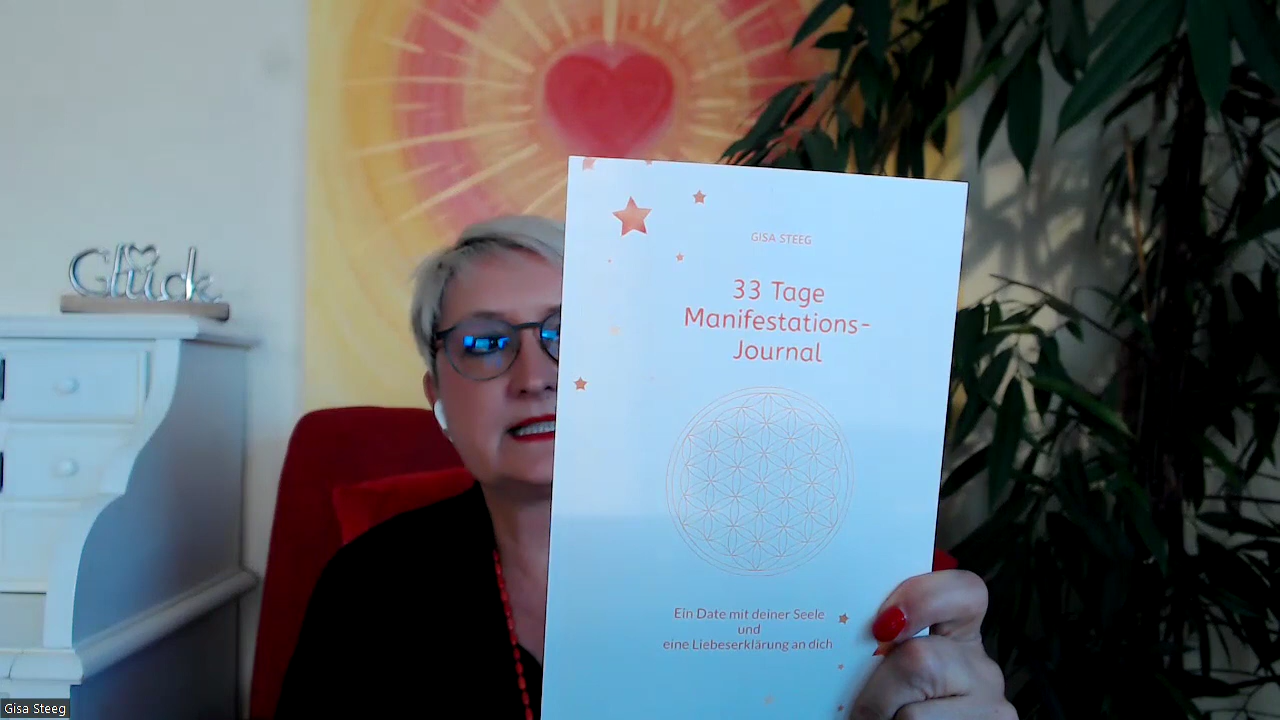 Glück
GISA STEEG
33 Tage
Manifestations-
Journal
Ein Date mit deiner Seele
und
eine Liebeserklärung an dich
Gisa Steeg